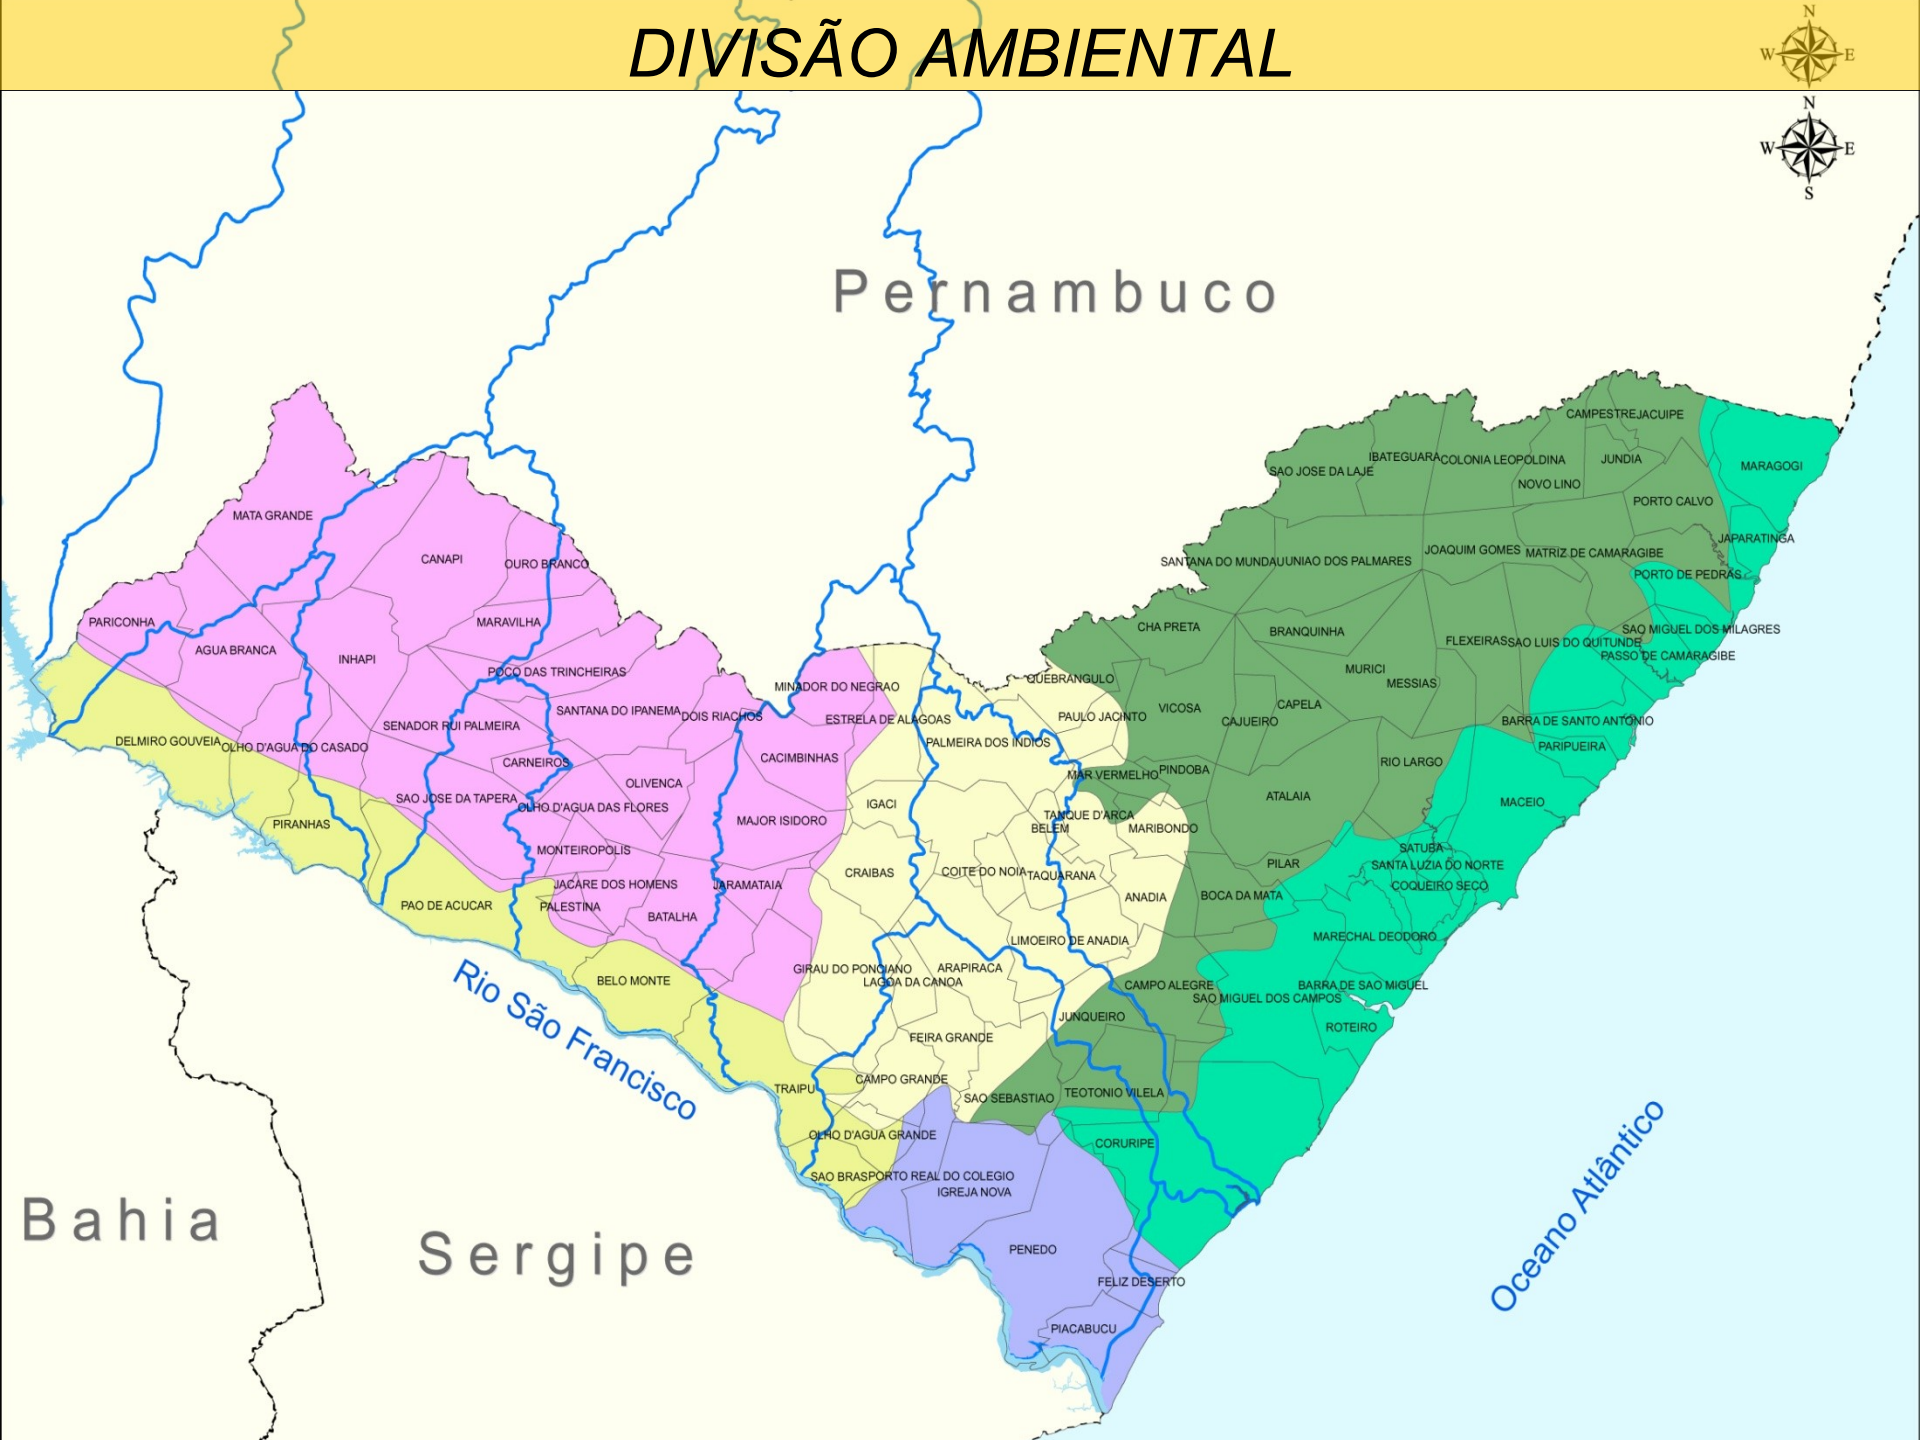 DIVISÃO AMBIENTAL
N
W
E
N
W
E
S
Pernambuco
CAMPESTRE
JACUIPE
IBATEGUARA
COLONIA LEOPOLDINA
JUNDIA
SAO JOSE DA LAJE
MARAGOGI
NOVO LINO
PORTO CALVO
MATA GRANDE
JAPARATINGA
CANAPI
OURO BRANCO
SANTANA DO MUNDAU
UNIAO DOS PALMARES
JOAQUIM GOMES
MATRIZ DE CAMARAGIBE
PORTO DE PEDRAS
PARICONHA
MARAVILHA
CHA PRETA
BRANQUINHA
FLEXEIRAS
SAO LUIS DO QUITUNDE
SAO MIGUEL DOS MILAGRES
AGUA BRANCA
INHAPI
PASSO DE CAMARAGIBE
POCO DAS TRINCHEIRAS
MURICI
MESSIAS
MINADOR DO NEGRAO
QUEBRANGULO
SANTANA DO IPANEMA
DOIS RIACHOS
ESTRELA DE ALAGOAS
PAULO JACINTO
VICOSA
CAPELA
CAJUEIRO
SENADOR RUI PALMEIRA
BARRA DE SANTO ANTONIO
DELMIRO GOUVEIA
OLHO D'AGUA DO CASADO
PALMEIRA DOS INDIOS
PARIPUEIRA
CARNEIROS
CACIMBINHAS
RIO LARGO
OLIVENCA
MAR VERMELHO
PINDOBA
SAO JOSE DA TAPERA
OLHO D'AGUA DAS FLORES
IGACI
ATALAIA
MACEIO
PIRANHAS
MAJOR ISIDORO
TANQUE D'ARCA
BELEM
MARIBONDO
MONTEIROPOLIS
SATUBA
PILAR
SANTA LUZIA DO NORTE
CRAIBAS
COITE DO NOIA
TAQUARANA
JACARE DOS HOMENS
JARAMATAIA
COQUEIRO SECO
ANADIA
BOCA DA MATA
PAO DE ACUCAR
PALESTINA
BATALHA
LIMOEIRO DE ANADIA
MARECHAL DEODORO
GIRAU DO PONCIANO
ARAPIRACA
BELO MONTE
LAGOA DA CANOA
CAMPO ALEGRE
BARRA DE SAO MIGUEL
SAO MIGUEL DOS CAMPOS
Rio São Francisco
JUNQUEIRO
ROTEIRO
FEIRA GRANDE
CAMPO GRANDE
TRAIPU
SAO SEBASTIAO
TEOTONIO VILELA
OLHO D'AGUA GRANDE
CORURIPE
SAO BRAS
PORTO REAL DO COLEGIO
IGREJA NOVA
Oceano Atlântico
Bahia
Sergipe
PENEDO
FELIZ DESERTO
PIACABUCU